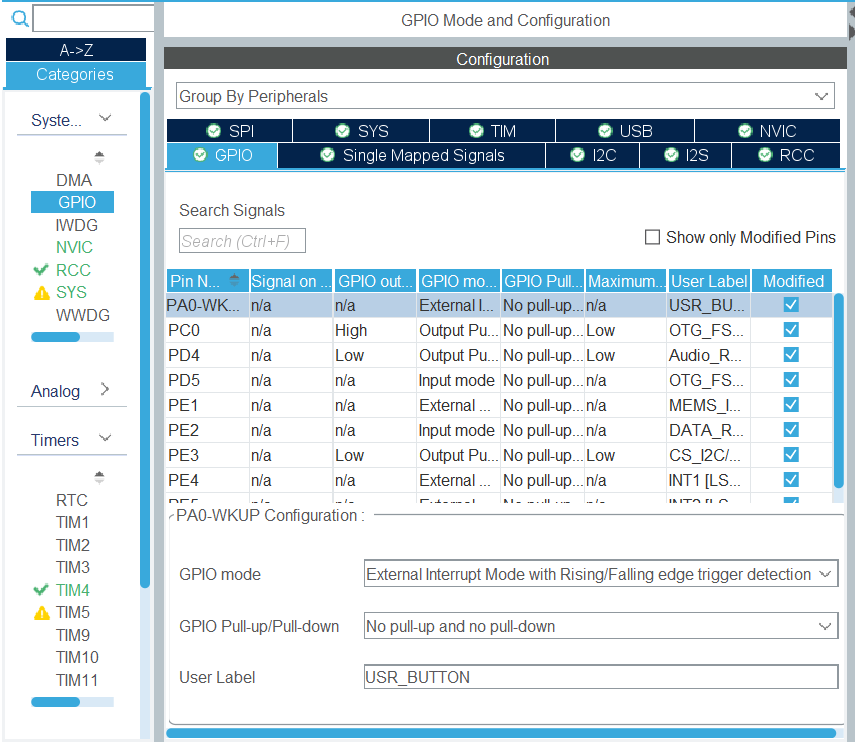 GPIO Mode and Configuration
A->Z
Categories
Syste...
DMA
GPIO
IWDG
NVIC
RCC
SYS
WWDG
Analog
Timers
RTC
TIM1
TIM2
TIM3
TIM4
TIM5
TIM9
TIM10
TIM11
Configuration
Group By Peripherals
SPI SYS TIM USB NVIC
GPIO Single Mapped Signals I2C I2S RCC
Search Signals
Search (Ctrl+F)
Show only Modified Pins
Pin N... Signal on ... GPIO out... GPIO mo... GPIO Pull... Maximum... User Label Modified
PA0-WK... n/a n/a External I... No pull-up... n/a USR_BU...
PC0 n/a High Output Pu... No pull-up... Low OTG_FS...
PD4 n/a Low Output Pu... No pull-up... Low Audio_R...
PD5 n/a n/a Input mode No pull-up... n/a OTG_FS...
PE1 n/a n/a External ... No pull-up... n/a MEMS_I...
PE2 n/a n/a Input mode No pull-up... n/a DATA_R...
PE3 n/a Low Output Pu... No pull-up... Low CS_I2C/...
PE4 n/a n/a External ... No pull-up... n/a INT1 [LS...
PE5 n/a n/a External ... No pull-up... n/a INT2 [LS...
PA0-WKUP Configuration :
GPIO mode External Interrupt Mode with Rising/Falling edge trigger detection
GPIO Pull-up/Pull-down No pull-up and no pull-down
User Label USR_BUTTON